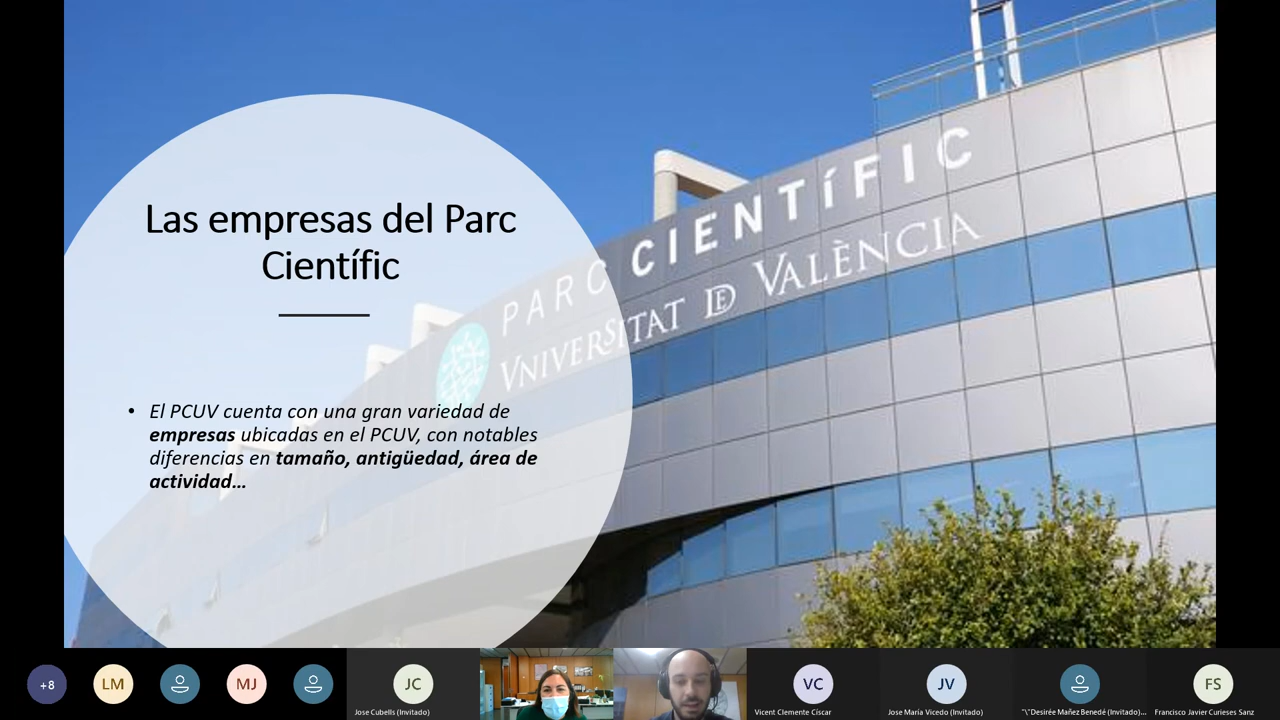 Las empresas del Parc
Científic
• El PCUV cuenta con una gran variedad de
empresas ubicadas en el PCUV, con notables
diferencias en tamaño, antigüedad, área de
actividad...
PARC CIENTÍFIC
VNIVERSITAT DE VALÈNCIA
+8
LM
MJ
JC
Jose Cubells (Invitado)
VC
Vicent Clemente Císcar
JV
Jose María Vicedo (Invitado)
"\"Desirée Mañez Benedé (Invitado)...
FS
Francisco Javier Curieses Sanz